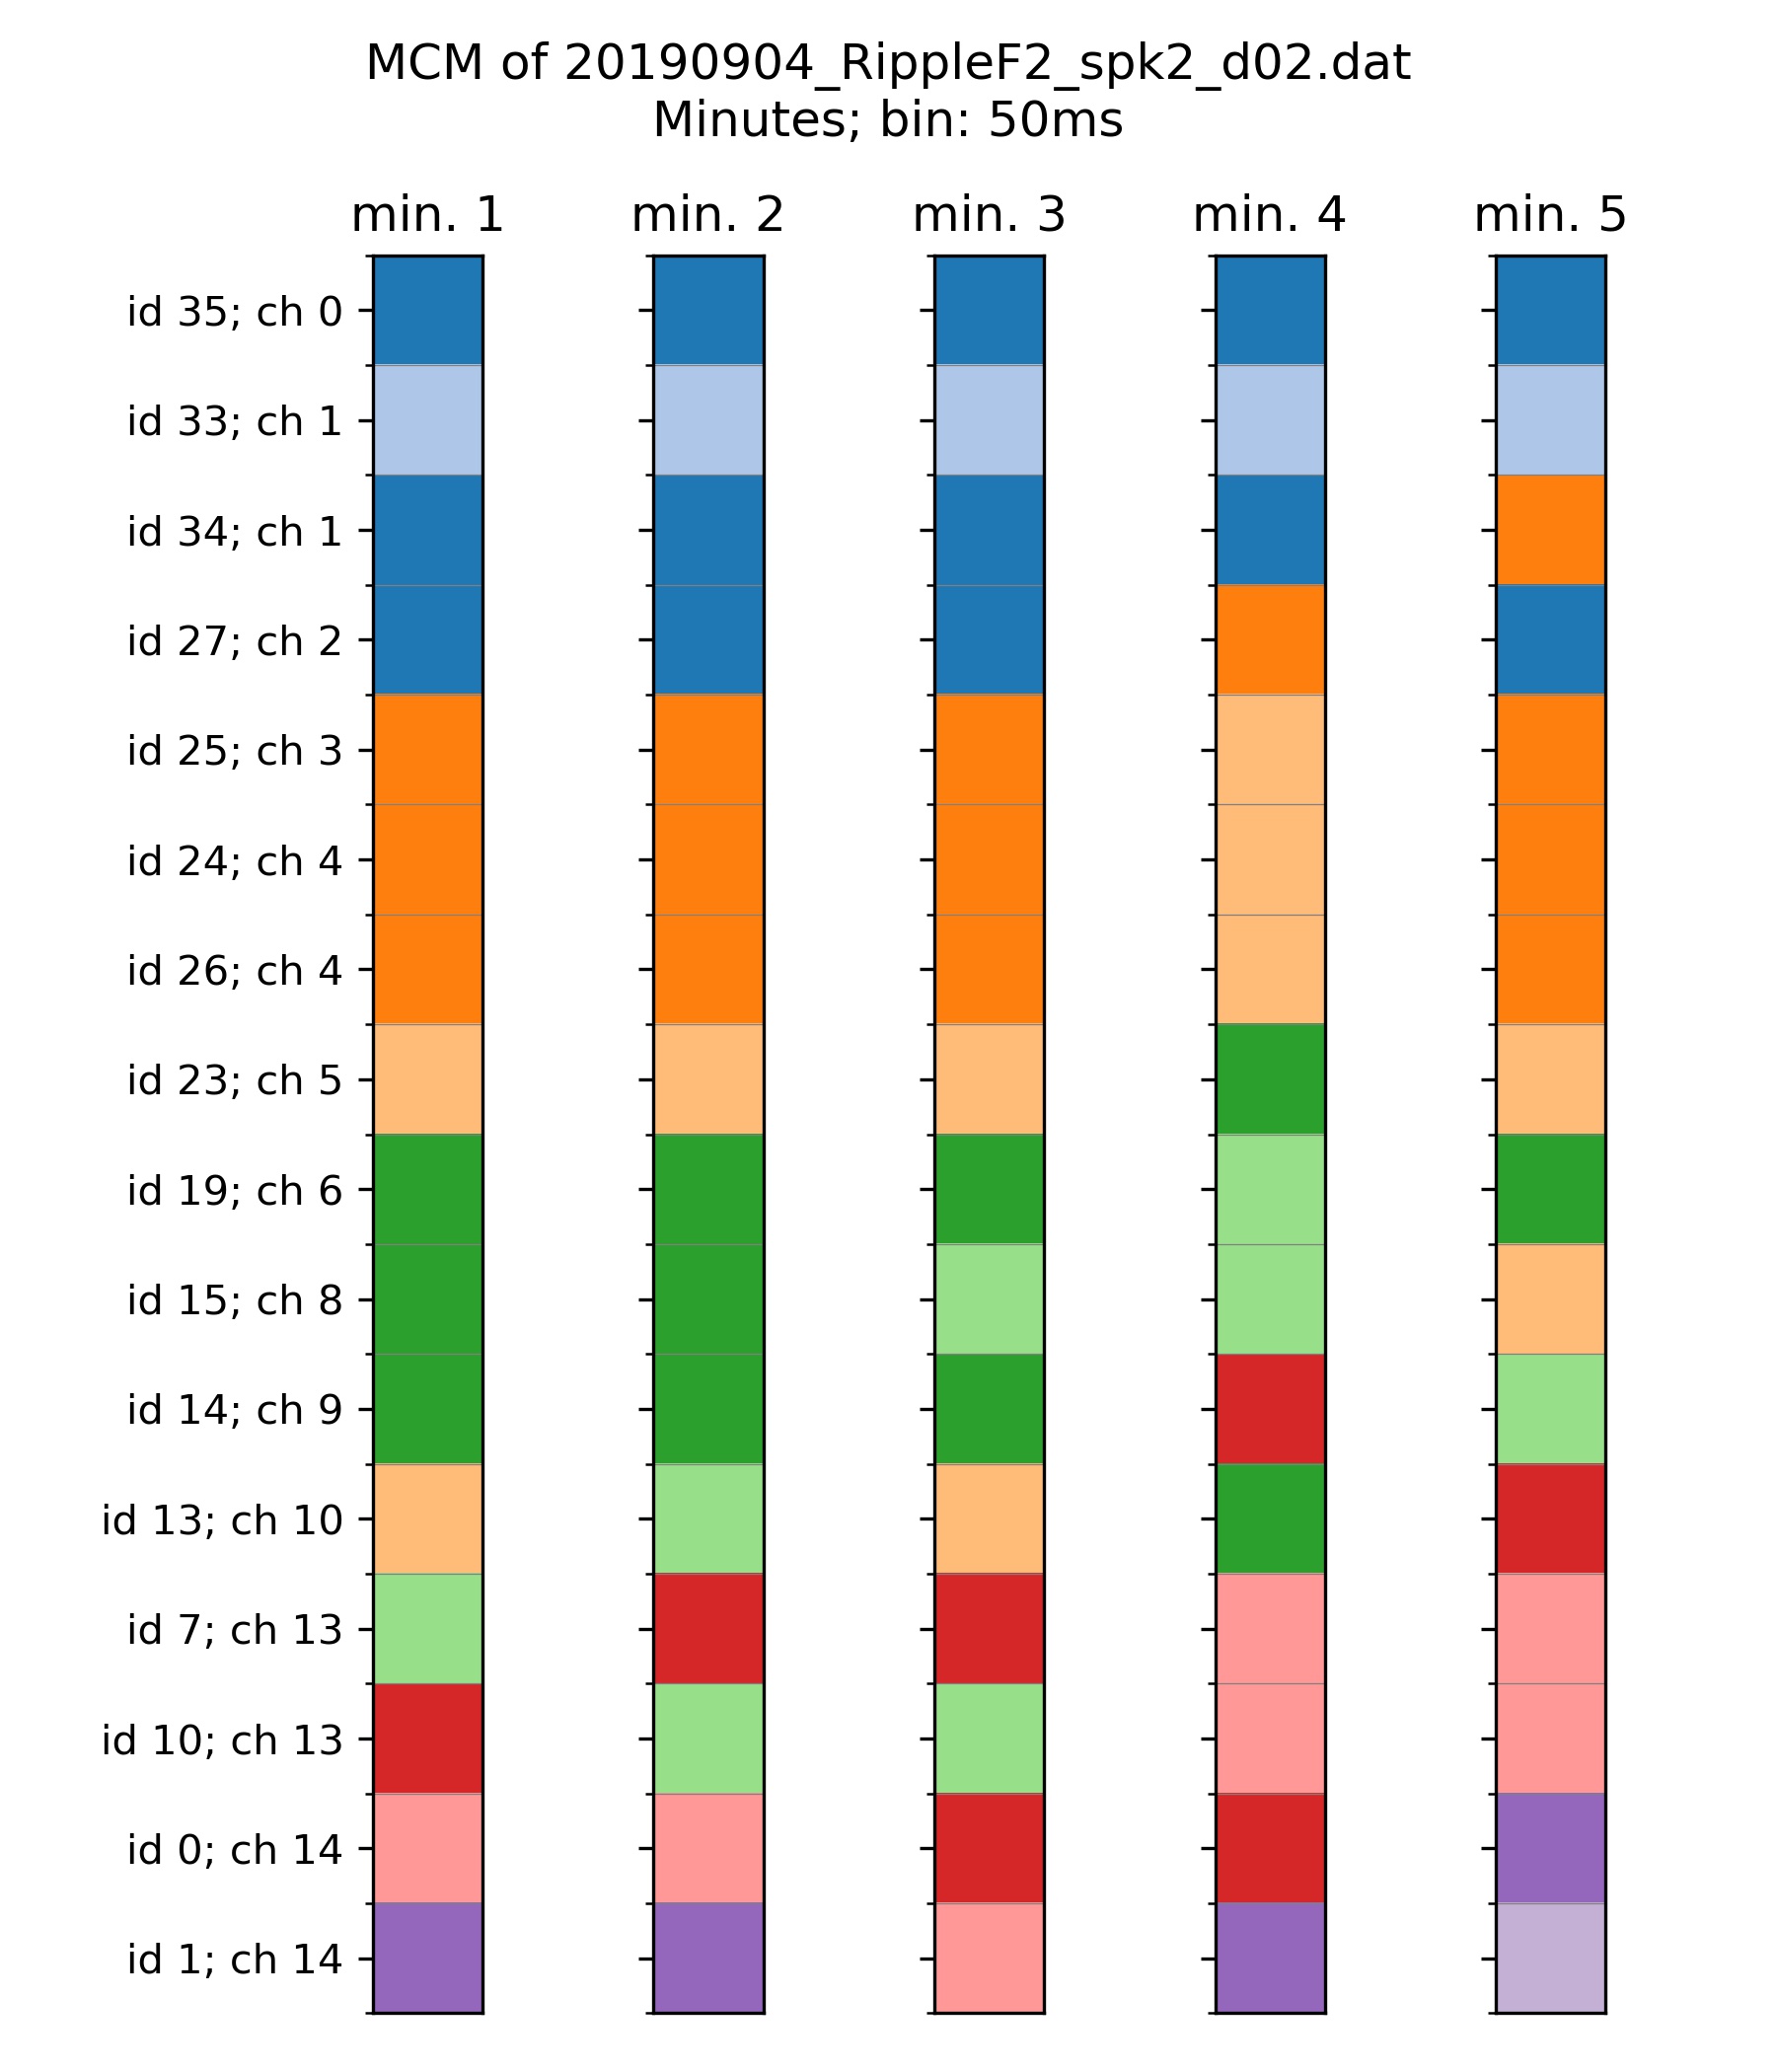 MCM of 20190904_RippleF2_spk2_d02.dat
Minutes; bin: 50ms
min. 1 min. 2 min. 3 min. 4 min. 5
id 35; ch 0
id 33; ch 1
id 34; ch 1
id 27; ch 2
id 25; ch 3
id 24; ch 4
id 26; ch 4
id 23; ch 5
id 19; ch 6
id 15; ch 8
id 14; ch 9
id 13; ch 10
id 7; ch 13
id 10; ch 13
id 0; ch 14
id 1; ch 14